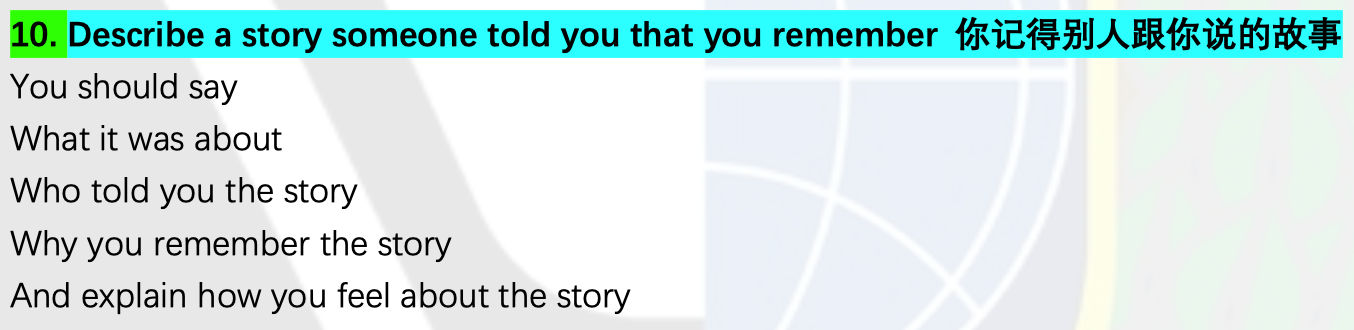 10. Describe a story someone told you that you remember 你记得别人跟你说的故事
You should say
What it was about
Who told you the story
Why you remember the story
And explain how you feel about the story